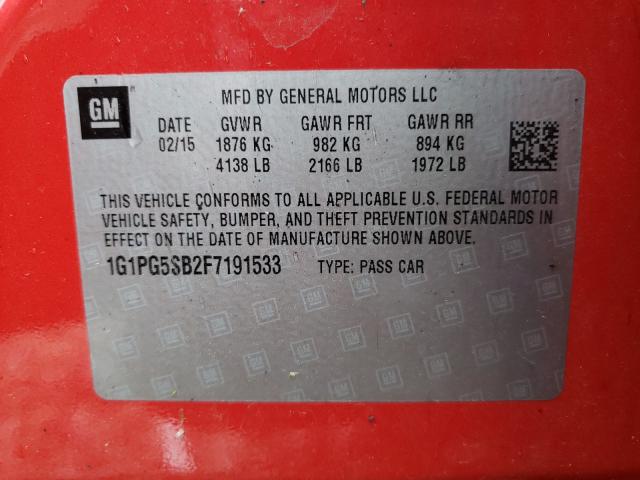 GM
MFD BY GENERAL MOTORS LLC
DATE GVWR GAWR FRT GAWR RR
02/15 1876 KG 982 KG 894 KG
4138 LB 2166 LB 1972 LB
THIS VEHICLE CONFORMS TO ALL APPLICABLE U.S. FEDERAL MOTOR
VEHICLE SAFETY, BUMPER, AND THEFT PREVENTION STANDARDS IN
EFFECT ON THE DATE OF MANUFACTURE SHOWN ABOVE.
1G1PG5SB2F7191533 TYPE: PASS CAR